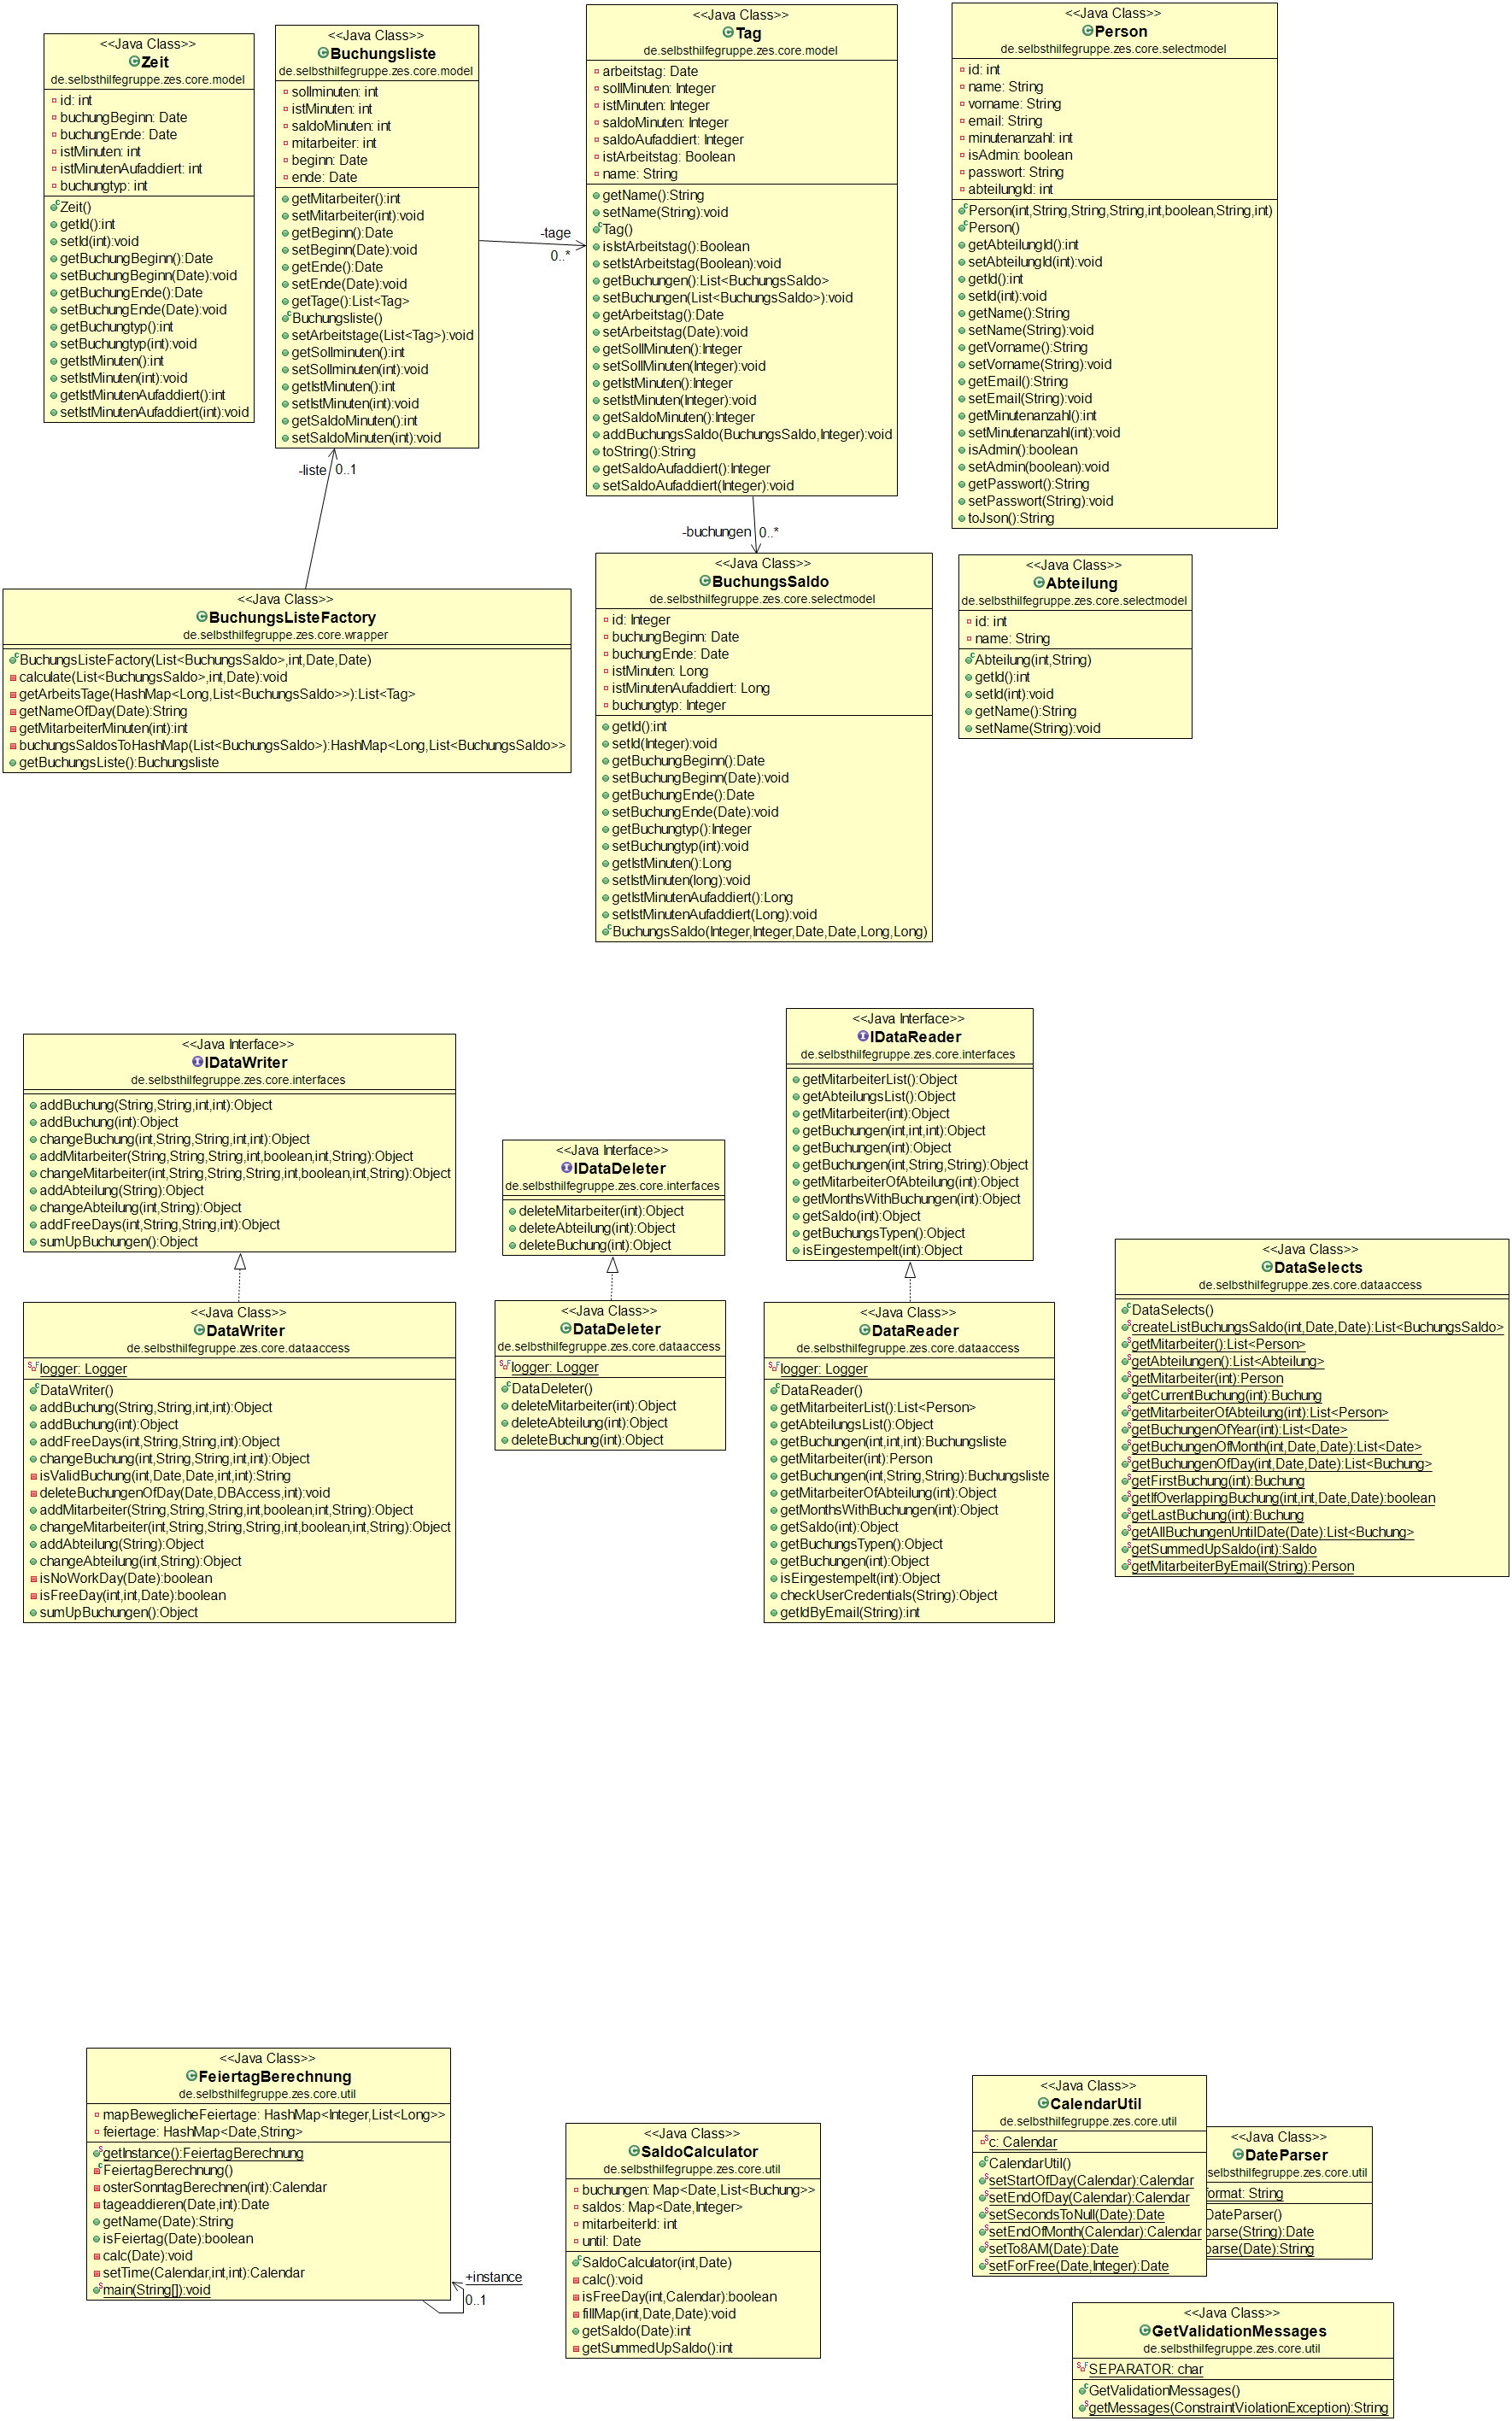 <<Java Class>>
Zeit
de.selbsthilfegruppe.zes.core.model
id: int
buchungBeginn: Date
buchungEnde: Date
istMinuten: int
istMinutenAufaddiert: int
buchungtyp: int
Zeit()
getId():int
setId(int):void
getBuchungBeginn():Date
setBuchungBeginn(Date):void
getBuchungEnde():Date
setBuchungEnde(Date):void
getBuchungtyp():int
setBuchungtyp(int):void
getIstMinuten():int
setIstMinuten(int):void
getIstMinutenAufaddiert():int
setIstMinutenAufaddiert(int):void
<<Java Class>>
Buchungsliste
de.selbsthilfegruppe.zes.core.model
sollminuten: int
istMinuten: int
saldoMinuten: int
mitarbeiter: int
beginn: Date
ende: Date
getMitarbeiter():int
setMitarbeiter(int):void
getBeginn():Date
setBeginn(Date):void
getEnde():Date
setEnde(Date):void
getTage():List<Tag>
Buchungsliste()
setArbeitstage(List<Tag>):void
getSollminuten():int
setSollminuten(int):void
getIstMinuten():int
setIstMinuten(int):void
getSaldoMinuten():int
setSaldoMinuten(int):void
-tage
0..*
<<Java Class>>
Tag
de.selbsthilfegruppe.zes.core.model
arbeitstag: Date
sollMinuten: Integer
istMinuten: Integer
saldoMinuten: Integer
saldoAufaddiert: Integer
istArbeitstag: Boolean
name: String
getName():String
setName(String):void
Tag()
isIstArbeitstag():Boolean
setIstArbeitstag(Boolean):void
getBuchungen():List<BuchungsSaldo>
setBuchungen(List<BuchungsSaldo>):void
getArbeitstag():Date
setArbeitstag(Date):void
getSollMinuten():Integer
setSollMinuten(Integer):void
getIstMinuten():Integer
setIstMinuten(Integer):void
getSaldoMinuten():Integer
addBuchungsSaldo(BuchungsSaldo,Integer):void
toString():String
getSaldoAufaddiert():Integer
setSaldoAufaddiert(Integer):void
<<Java Class>>
Person
de.selbsthilfegruppe.zes.core.selectmodel
id: int
name: String
vorname: String
email: String
minutenanzahl: int
isAdmin: boolean
passwort: String
abteilungId: int
Person(int,String,String,String,int,boolean,String,int)
Person()
getAbteilungId():int
setAbteilungId(int):void
getId():int
setId(int):void
getName():String
setName(String):void
getVorname():String
setVorname(String):void
getEmail():String
setEmail(String):void
getMinutenanzahl():int
setMinutenanzahl(int):void
isAdmin():boolean
setAdmin(boolean):void
getPasswort():String
setPasswort(String):void
toJson():String
-liste 0..1
-buchungen 0..*
<<Java Class>>
BuchungsListeFactory
de.selbsthilfegruppe.zes.core.wrapper
BuchungsListeFactory(List<BuchungsSaldo>,int,Date,Date)
calculate(List<BuchungsSaldo>,int,Date):void
getArbeitsTage(HashMap<Long,List<BuchungsSaldo>>):List<Tag>
getNameOfDay(Date):String
getMitarbeiterMinuten(int):int
buchungsSaldosToHashMap(List<BuchungsSaldo>):HashMap<Long,List<BuchungsSaldo>>
getBuchungsListe():Buchungsliste
<<Java Class>>
BuchungsSaldo
de.selbsthilfegruppe.zes.core.selectmodel
id: Integer
buchungBeginn: Date
buchungEnde: Date
istMinuten: Long
istMinutenAufaddiert: Long
buchungtyp: Integer
getId():int
setId(Integer):void
getBuchungBeginn():Date
setBuchungBeginn(Date):void
getBuchungEnde():Date
setBuchungEnde(Date):void
getBuchungtyp():Integer
setBuchungtyp(int):void
getIstMinuten():Long
setIstMinuten(long):void
getIstMinutenAufaddiert():Long
setIstMinutenAufaddiert(Long):void
BuchungsSaldo(Integer,Integer,Date,Date,Long,Long)
<<Java Class>>
Abteilung
de.selbsthilfegruppe.zes.core.selectmodel
id: int
name: String
Abteilung(int,String)
getId():int
setId(int):void
getName():String
setName(String):void
<<Java Interface>>
IDataWriter
de.selbsthilfegruppe.zes.core.interfaces
addBuchung(String,String,int,int):Object
addBuchung(int):Object
changeBuchung(int,String,String,int,int):Object
addMitarbeiter(String,String,String,int,boolean,int,String):Object
changeMitarbeiter(int,String,String,String,int,boolean,int,String):Object
addAbteilung(String):Object
changeAbteilung(int,String):Object
addFreeDays(int,String,String,int):Object
sumUpBuchungen():Object
<<Java Interface>>
IDataDeleter
de.selbsthilfegruppe.zes.core.interfaces
deleteMitarbeiter(int):Object
deleteAbteilung(int):Object
deleteBuchung(int):Object
<<Java Interface>>
IDataReader
de.selbsthilfegruppe.zes.core.interfaces
getMitarbeiterList():Object
getAbteilungsList():Object
getMitarbeiter(int):Object
getBuchungen(int,int,int):Object
getBuchungen(int):Object
getBuchungen(int,String,String):Object
getMitarbeiterOfAbteilung(int):Object
getMonthsWithBuchungen(int):Object
getSaldo(int):Object
getBuchungsTypen():Object
isEingestempelt(int):Object
<<Java Class>>
DataWriter
de.selbsthilfegruppe.zes.core.dataaccess
logger: Logger
DataWriter()
addBuchung(String,String,int,int):Object
addBuchung(int):Object
addFreeDays(int,String,String,int):Object
changeBuchung(int,String,String,int,int):Object
isValidBuchung(int,Date,Date,int,int):String
deleteBuchungenOfDay(Date,DBAccess,int):void
addMitarbeiter(String,String,String,int,boolean,int,String):Object
changeMitarbeiter(int,String,String,String,int,boolean,int,String):Object
addAbteilung(String):Object
changeAbteilung(int,String):Object
isNoWorkDay(Date):boolean
isFreeDay(int,int,Date):boolean
sumUpBuchungen():Object
<<Java Class>>
DataDeleter
de.selbsthilfegruppe.zes.core.dataaccess
logger: Logger
DataDeleter()
deleteMitarbeiter(int):Object
deleteAbteilung(int):Object
deleteBuchung(int):Object
<<Java Class>>
DataReader
de.selbsthilfegruppe.zes.core.dataaccess
logger: Logger
DataReader()
getMitarbeiterList():List<Person>
getAbteilungsList():Object
getBuchungen(int,int,int):Buchungsliste
getMitarbeiter(int):Person
getBuchungen(int,String,String):Buchungsliste
getMitarbeiterOfAbteilung(int):Object
getMonthsWithBuchungen(int):Object
getSaldo(int):Object
getBuchungsTypen():Object
getBuchungen(int):Object
isEingestempelt(int):Object
checkUserCredentials(String):Object
getIdByEmail(String):int
<<Java Class>>
DataSelects
de.selbsthilfegruppe.zes.core.dataaccess
DataSelects()
createListBuchungsSaldo(int,Date,Date):List<BuchungsSaldo>
getMitarbeiter():List<Person>
getAbteilungen():List<Abteilung>
getMitarbeiter(int):Person
getCurrentBuchung(int):Buchung
getMitarbeiterOfAbteilung(int):List<Person>
getBuchungenOfYear(int):List<Date>
getBuchungenOfMonth(int,Date,Date):List<Date>
getBuchungenOfDay(int,Date,Date):List<Buchung>
getFirstBuchung(int):Buchung
getIfOverlappingBuchung(int,int,Date,Date):boolean
getLastBuchung(int):Buchung
getAllBuchungenUntilDate(Date):List<Buchung>
getSummedUpSaldo(int):Saldo
getMitarbeiterByEmail(String):Person
<<Java Class>>
FeiertagBerechnung
de.selbsthilfegruppe.zes.core.util
mapBeweglicheFeiertage: HashMap<Integer,List<Long>>
feiertage: HashMap<Date,String>
getInstance():FeiertagBerechnung
FeiertagBerechnung()
osterSonntagBerechnen(int):Calendar
tageaddieren(Date,int):Date
getName(Date):String
isFeiertag(Date):boolean
calc(Date):void
setTime(Calendar,int,int):Calendar
main(String[]):void
+instance
0..1
<<Java Class>>
SaldoCalculator
de.selbsthilfegruppe.zes.core.util
buchungen: Map<Date,List<Buchung>>
saldos: Map<Date,Integer>
mitarbeiterId: int
until: Date
SaldoCalculator(int,Date)
calc():void
isFreeDay(int,Calendar):boolean
fillMap(int,Date,Date):void
getSaldo(Date):int
getSummedUpSaldo():int
<<Java Class>>
CalendarUtil
de.selbsthilfegruppe.zes.core.util
c: Calendar
CalendarUtil()
setStartOfDay(Calendar):Calendar
setEndOfDay(Calendar):Calendar
setSecondsToNull(Date):Date
setEndOfMonth(Calendar):Calendar
setTo8AM(Date):Date
setForFree(Date,Integer):Date
<<Java Class>>
DateParser
selbsthilfegruppe.zes.core.util
format: String
DateParser()
parse(String):Date
parse(Date):String
<<Java Class>>
GetValidationMessages
de.selbsthilfegruppe.zes.core.util
SEPARATOR: char
GetValidationMessages()
getMessages(ConstraintViolationException):String